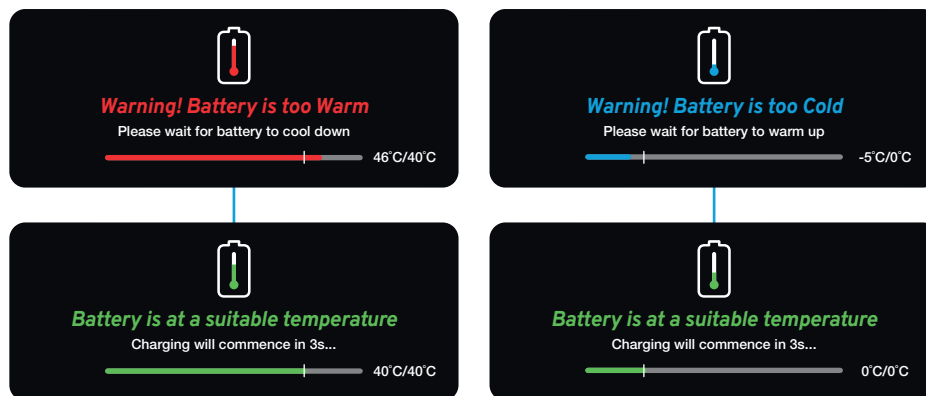 Warning! Battery is too Warm
Please wait for battery to cool down
46°C/40°C
Warning! Battery is too Cold
Please wait for battery to warm up
-5°C/0°C
Battery is at a suitable temperature
Charging will commence in 3s...
40°C/40°C
Battery is at a suitable temperature
Charging will commence in 3s...
0°C/0°C